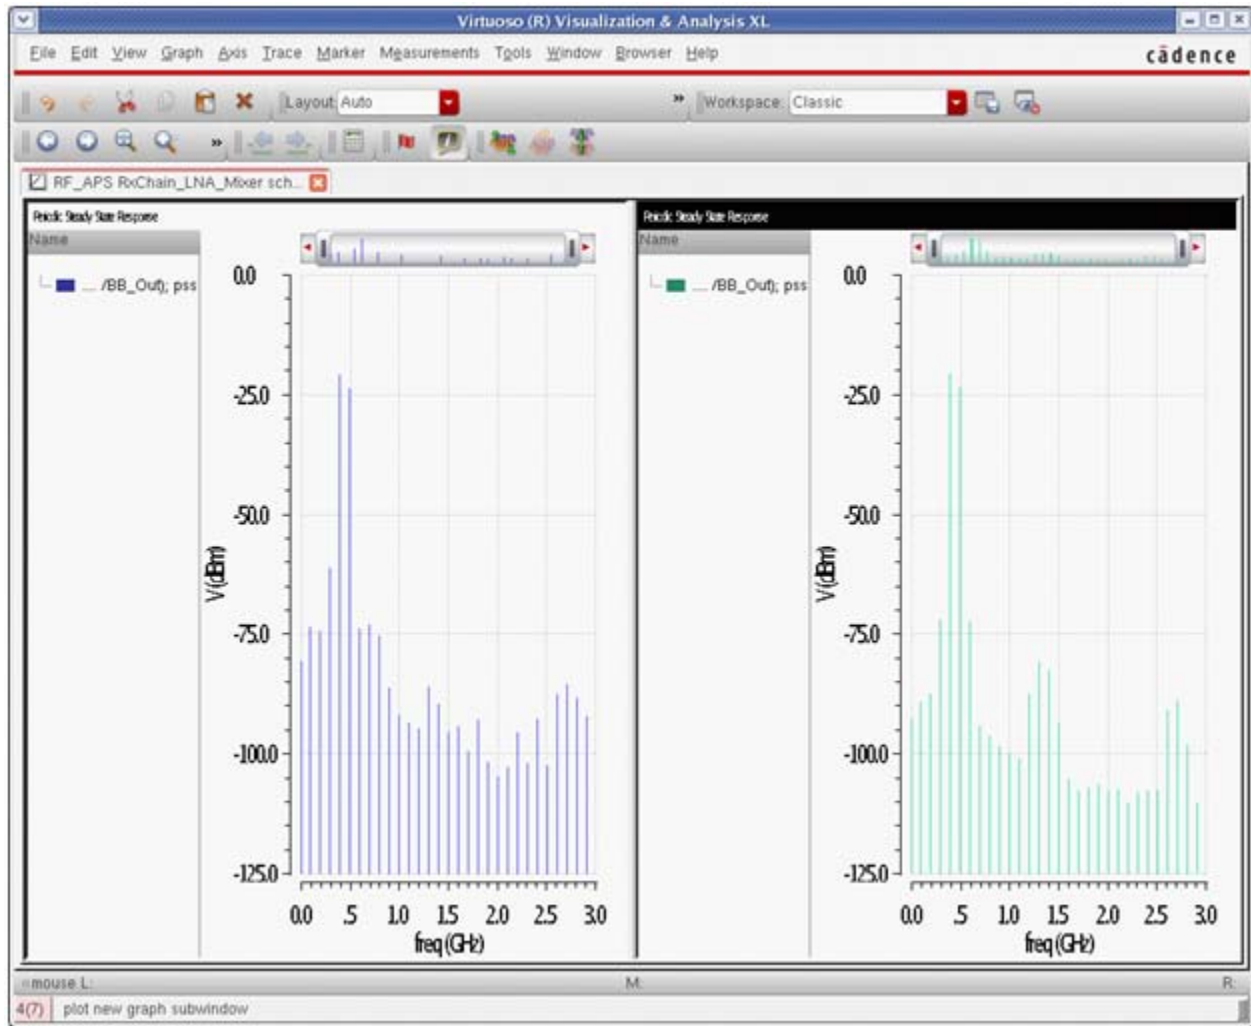 Virtuoso (R) Visualization & Analysis XL
File Edit View Graph Axis Trace Marker Measurements Tools Window Browser Help
cādence
Layout: Auto
» Workspace: Classic
»
RF_APS RxChain_LNA_Mixer sch...
Periodic Steady State Response
Name
... /BB_Out); pss
0.0
-25.0
-50.0
-75.0
-100.0
-125.0
V (dBm)
0.0 .5 1.0 1.5 2.0 2.5 3.0
freq (GHz)
Periodic Steady State Response
Name
... /BB_Out); pss
0.0
-25.0
-50.0
-75.0
-100.0
-125.0
V (dBm)
0.0 .5 1.0 1.5 2.0 2.5 3.0
freq (GHz)
mouse L: M: R:
4(7) plot new graph subwindow